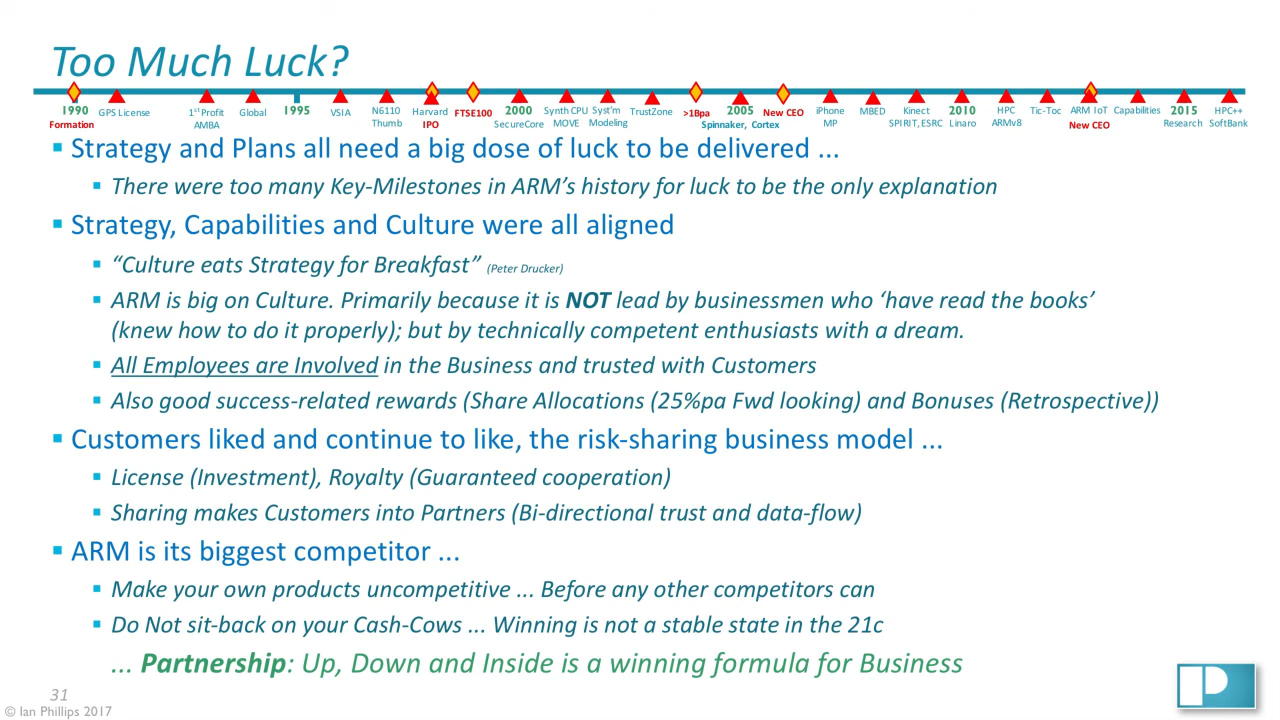 Too Much Luck?
1990 GPS License 1st Profit Global 1995 VSIA N6110 Harvard FTSE100 2000 Synth CPU Syst'm TrustZone >1Bpa 2005 New CEO iPhone MBED Kinect 2010 HPC Tic-Toc ARM IoT Capabilities 2015 HPC++
Formation AMBA Thumb IPO SecureCore MOVE Modeling Spinnaker, Cortex MP SPIRIT, ESRC Linaro ARMv8 New CEO Research SoftBank
▪ Strategy and Plans all need a big dose of luck to be delivered ...
▪ There were too many Key-Milestones in ARM's history for luck to be the only explanation
▪ Strategy, Capabilities and Culture were all aligned
▪ “Culture eats Strategy for Breakfast” (Peter Drucker)
▪ ARM is big on Culture. Primarily because it is NOT lead by businessmen who ‘have read the books’
(knew how to do it properly); but by technically competent enthusiasts with a dream.
▪ All Employees are Involved in the Business and trusted with Customers
▪ Also good success-related rewards (Share Allocations (25%pa Fwd looking) and Bonuses (Retrospective))
▪ Customers liked and continue to like, the risk-sharing business model ...
▪ License (Investment), Royalty (Guaranteed cooperation)
▪ Sharing makes Customers into Partners (Bi-directional trust and data-flow)
▪ ARM is its biggest competitor ...
▪ Make your own products uncompetitive ... Before any other competitors can
▪ Do Not sit-back on your Cash-Cows ... Winning is not a stable state in the 21c
... Partnership: Up, Down and Inside is a winning formula for Business
31
© Ian Phillips 2017
P